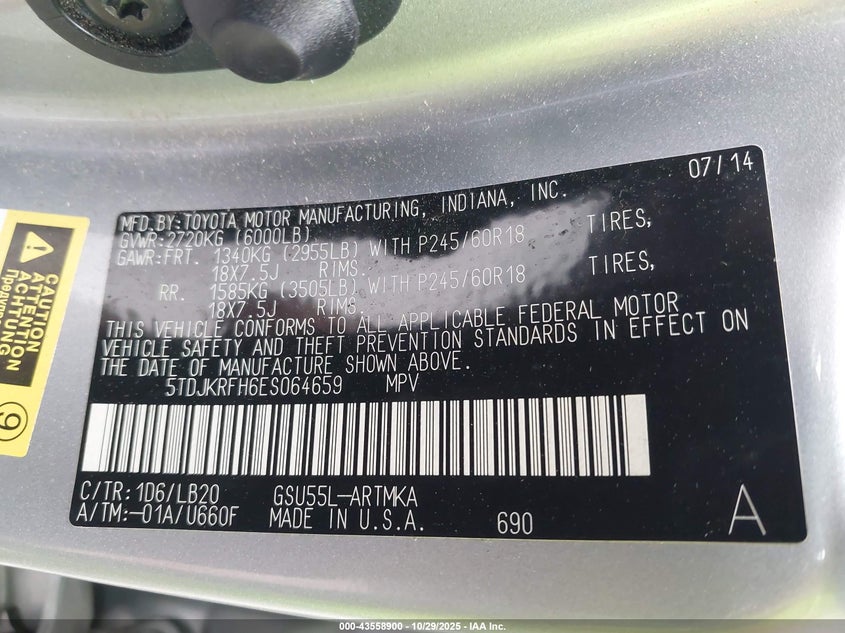 07/14
MFD.BY:TOYOTA MOTOR MANUFACTURING, INDIANA, INC.
GVWR:2720KG (6000LB)
GAWR:FRT. 1340KG (2955LB) WITH P245/60R18 TIRES,
18X7.5J RIMS.
RR. 1585KG (3505LB) WITH P245/60R18 TIRES,
18X7.5J RIMS.
THIS VEHICLE CONFORMS TO ALL APPLICABLE FEDERAL MOTOR
VEHICLE SAFETY AND THEFT PREVENTION STANDARDS IN EFFECT ON
THE DATE OF MANUFACTURE SHOWN ABOVE.
5TDJKRFH6ES064659 MPV
C/TR:1D6/LB20 GSU55L-ARTMKA
A/TM:-01A/U660F MADE IN U.S.A. 690 A
CAUTION
ATTENTION
ACHTUNG
9
000-43558900 - 10/29/2025 - IAA Inc.